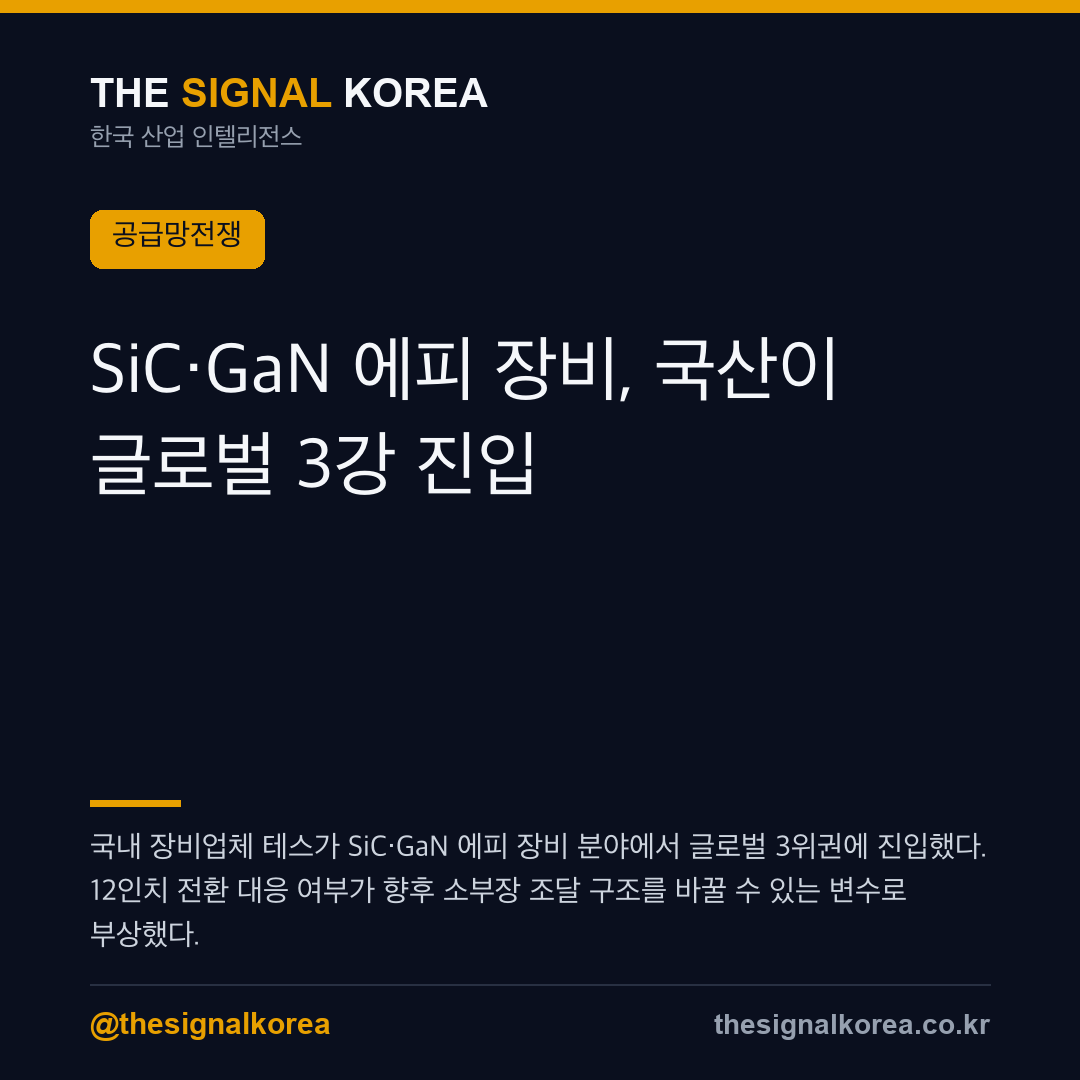 THE SIGNAL KOREA
한국 산업 인텔리전스
공급망전쟁
SiC·GaN 에피 장비, 국산이
글로벌 3강 진입
국내 장비업체 테스가 SiC·GaN 에피 장비 분야에서 글로벌 3위권에 진입했다.
12인치 전환 대응 여부가 향후 소부장 조달 구조를 바꿀 수 있는 변수로
부상했다.
@thesignalkorea
thesignalkorea.co.kr